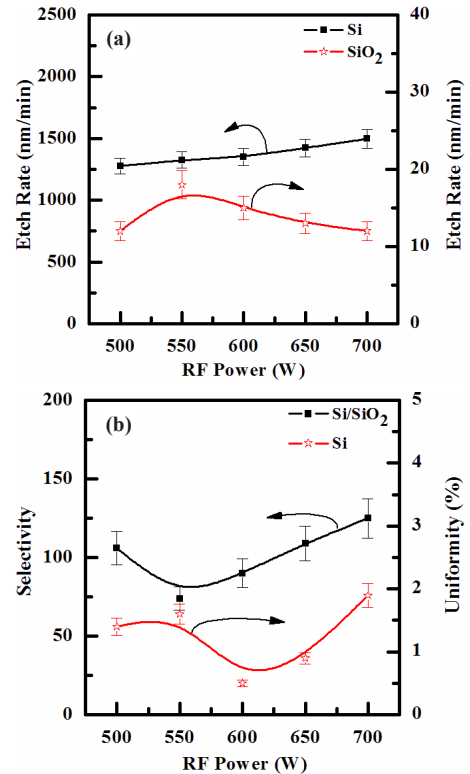 (a)
Si
SiO2
Etch Rate (nm/min)
2500
2000
1500
1000
750
500
0
40
30
20
10
0
Etch Rate (nm/min)
500 550 600 650 700
RF Power (W)
(b)
Si/SiO2
Si
Selectivity
200
150
100
50
0
5
4
3
2
1
0
Uniformity (%)
500 550 600 650 700
RF Power (W)